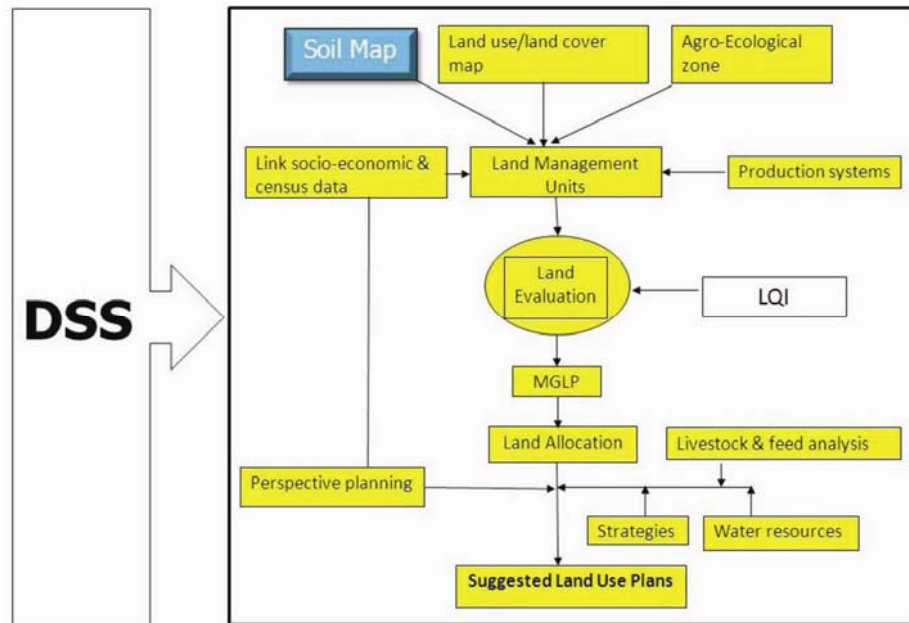 DSS
Soil Map
Land use/land cover
map
Agro-Ecological
zone
Link socio-economic &
census data
Land Management
Units
Production systems
Land
Evaluation
LQI
MGLP
Land Allocation
Livestock & feed analysis
Perspective planning
Strategies
Water resources
Suggested Land Use Plans